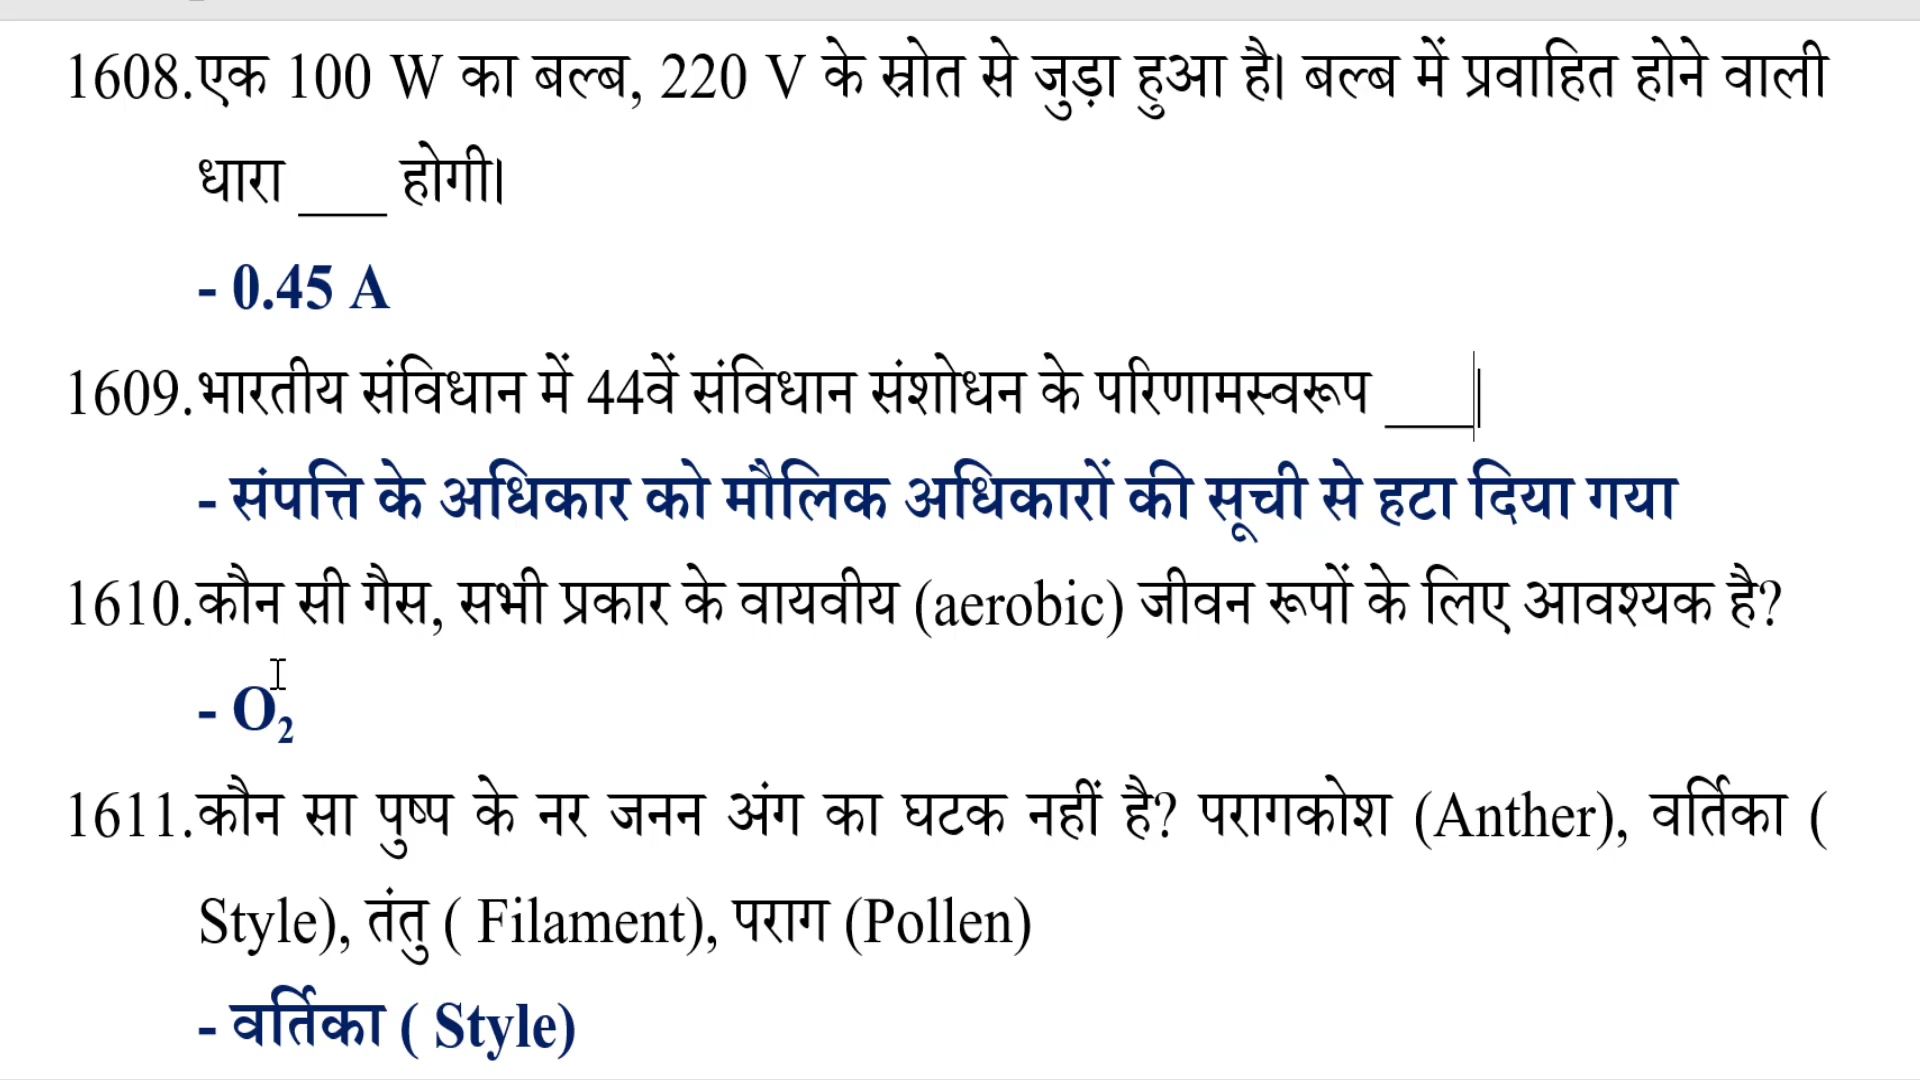 1608.एक 100 W का बल्ब, 220 V के स्रोत से जुड़ा हुआ है। बल्ब में प्रवाहित होने वाली
धारा ___ होगी।
- 0.45 A
1609.भारतीय संविधान में 44वें संविधान संशोधन के परिणामस्वरूप ___।
- संपत्ति के अधिकार को मौलिक अधिकारों की सूची से हटा दिया गया
1610.कौन सी गैस, सभी प्रकार के वायवीय (aerobic) जीवन रूपों के लिए आवश्यक है?
- O₂
1611.कौन सा पुष्प के नर जनन अंग का घटक नहीं है? परागकोश (Anther), वर्तिका (
Style), तंतु ( Filament), पराग (Pollen)
- वर्तिका ( Style)